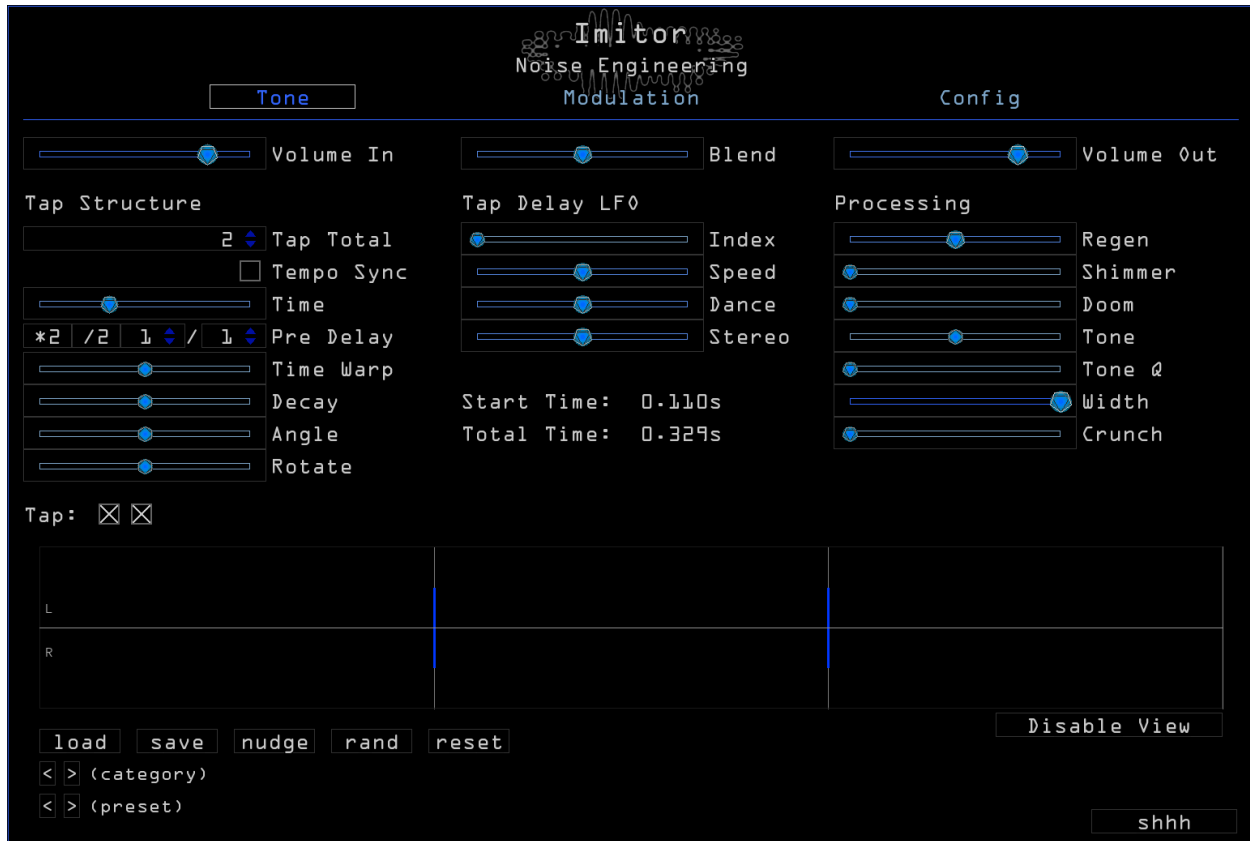 Imitor
Noise Engineering
Tone Modulation Config
Volume In Blend Volume Out
Tap Structure Tap Delay LFO Processing
2 Tap Total Index Regen
Tempo Sync Speed Shimmer
Time Dance Doom
*2 /2 1 / 1 Pre Delay Stereo Tone
Time Warp Tone Q
Decay Start Time: 0.110s Width
Angle Total Time: 0.329s Crunch
Rotate
Tap:
L
R
Disable View
load save nudge rand reset
< > (category)
< > (preset)
shhh